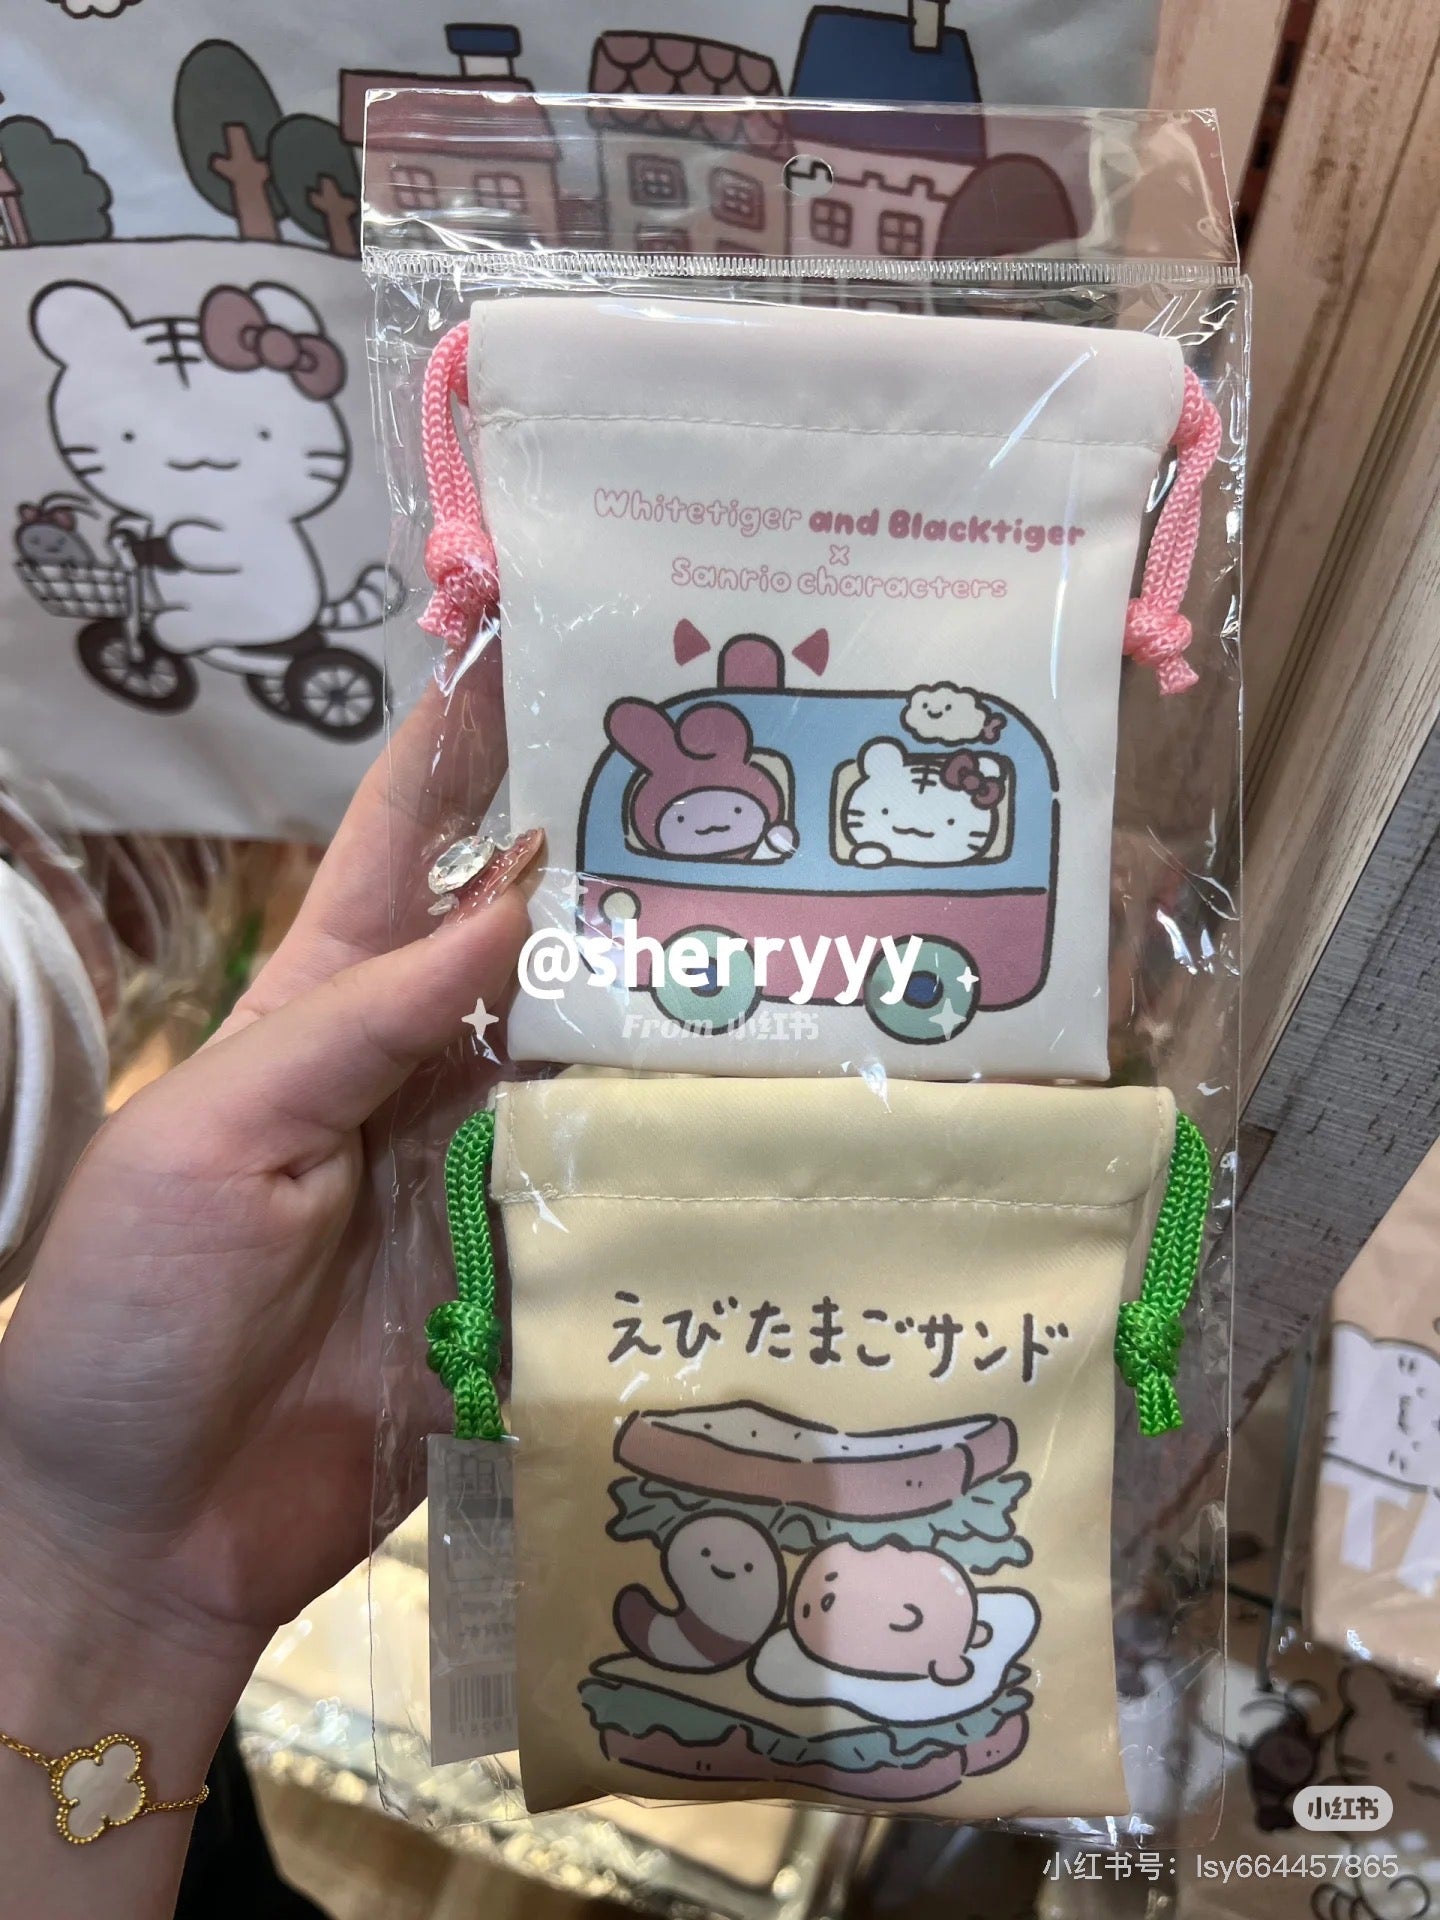 Whitetiger and Blacktiger
x
Sanrio characters
@sherryyy
From 小红书
えびたまごサンド
小红书
小红书号：lsy664457865